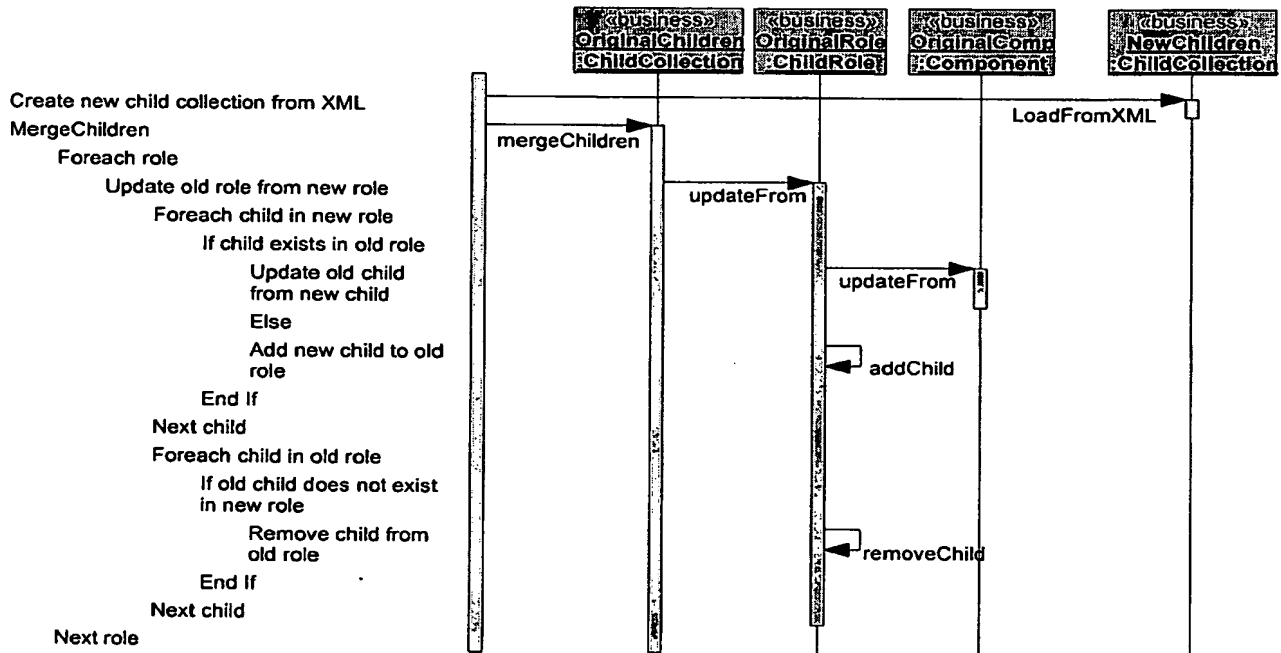 «business» «business» «business» «business»
OriginalChildren OriginalRole OriginalComp NewChildren
:ChildCollection :ChildRole :Component :ChildCollection
Create new child collection from XML
LoadFromXML
MergeChildren
mergeChildren
Foreach role
Update old role from new role
updateFrom
Foreach child in new role
If child exists in old role
Update old child
from new child
updateFrom
Else
Add new child to old
role
addChild
End If
Next child
Foreach child in old role
If old child does not exist
in new role
Remove child from
old role
removeChild
End If
Next child
Next role